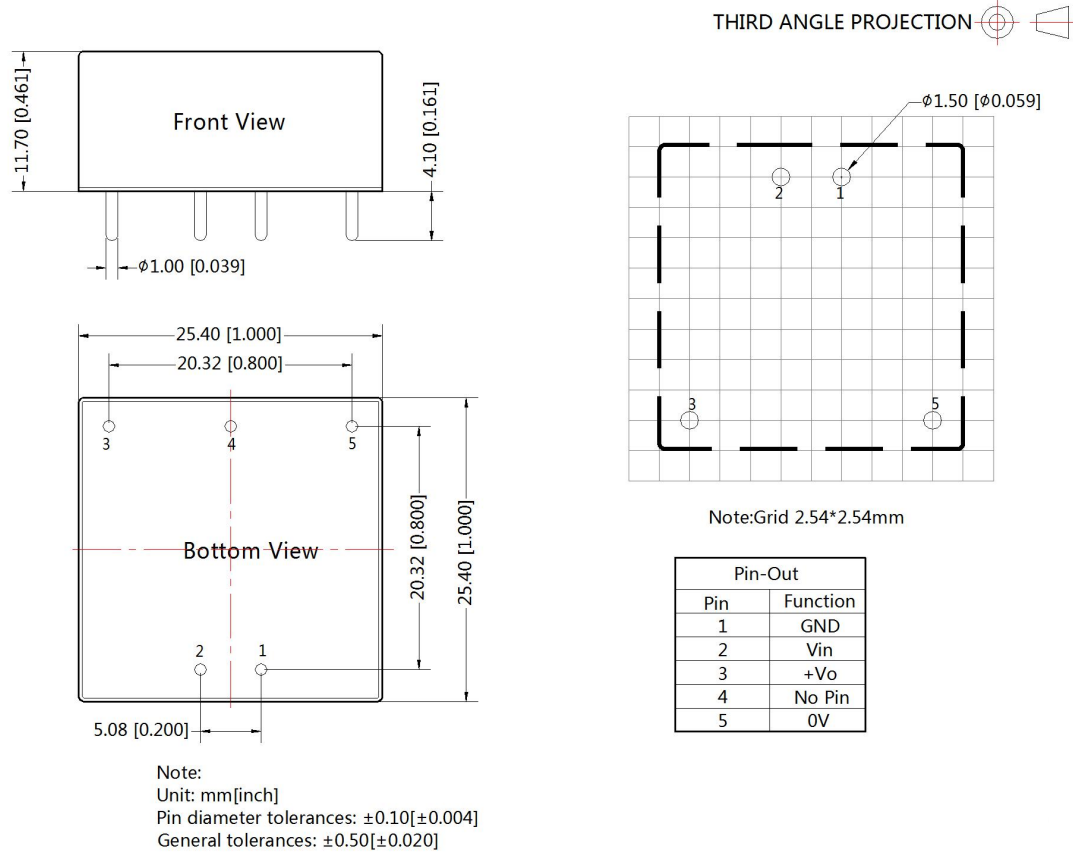 THIRD ANGLE PROJECTION
11.70 [0.461]
Front View
4.10 [0.161]
ϕ1.00 [0.039]
ϕ1.50 [ϕ0.059]
2
1
3
5
Note:Grid 2.54*2.54mm
25.40 [1.000]
20.32 [0.800]
3
4
5
Bottom View
20.32 [0.800]
25.40 [1.000]
2
1
5.08 [0.200]
Pin-Out
Pin Function
1 GND
2 Vin
3 +Vo
4 No Pin
5 0V
Note:
Unit: mm[inch]
Pin diameter tolerances: ±0.10[±0.004]
General tolerances: ±0.50[±0.020]